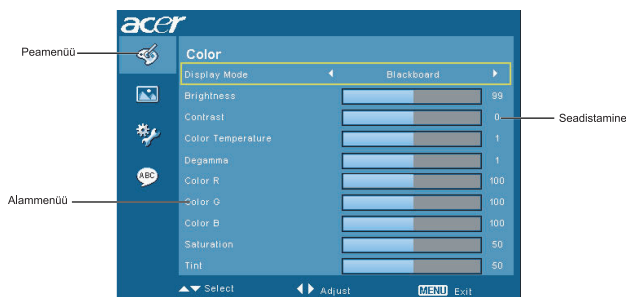 acer
Peamenüü
Color
Display Mode Blackboard
Brightness 99
Contrast 0
Seadistamine
Color Temperature 1
Degamma 1
ABC
Color R 100
Alammenüü
Color G 100
Color B 100
Saturation 50
Tint 50
Select Adjust MENU Exit